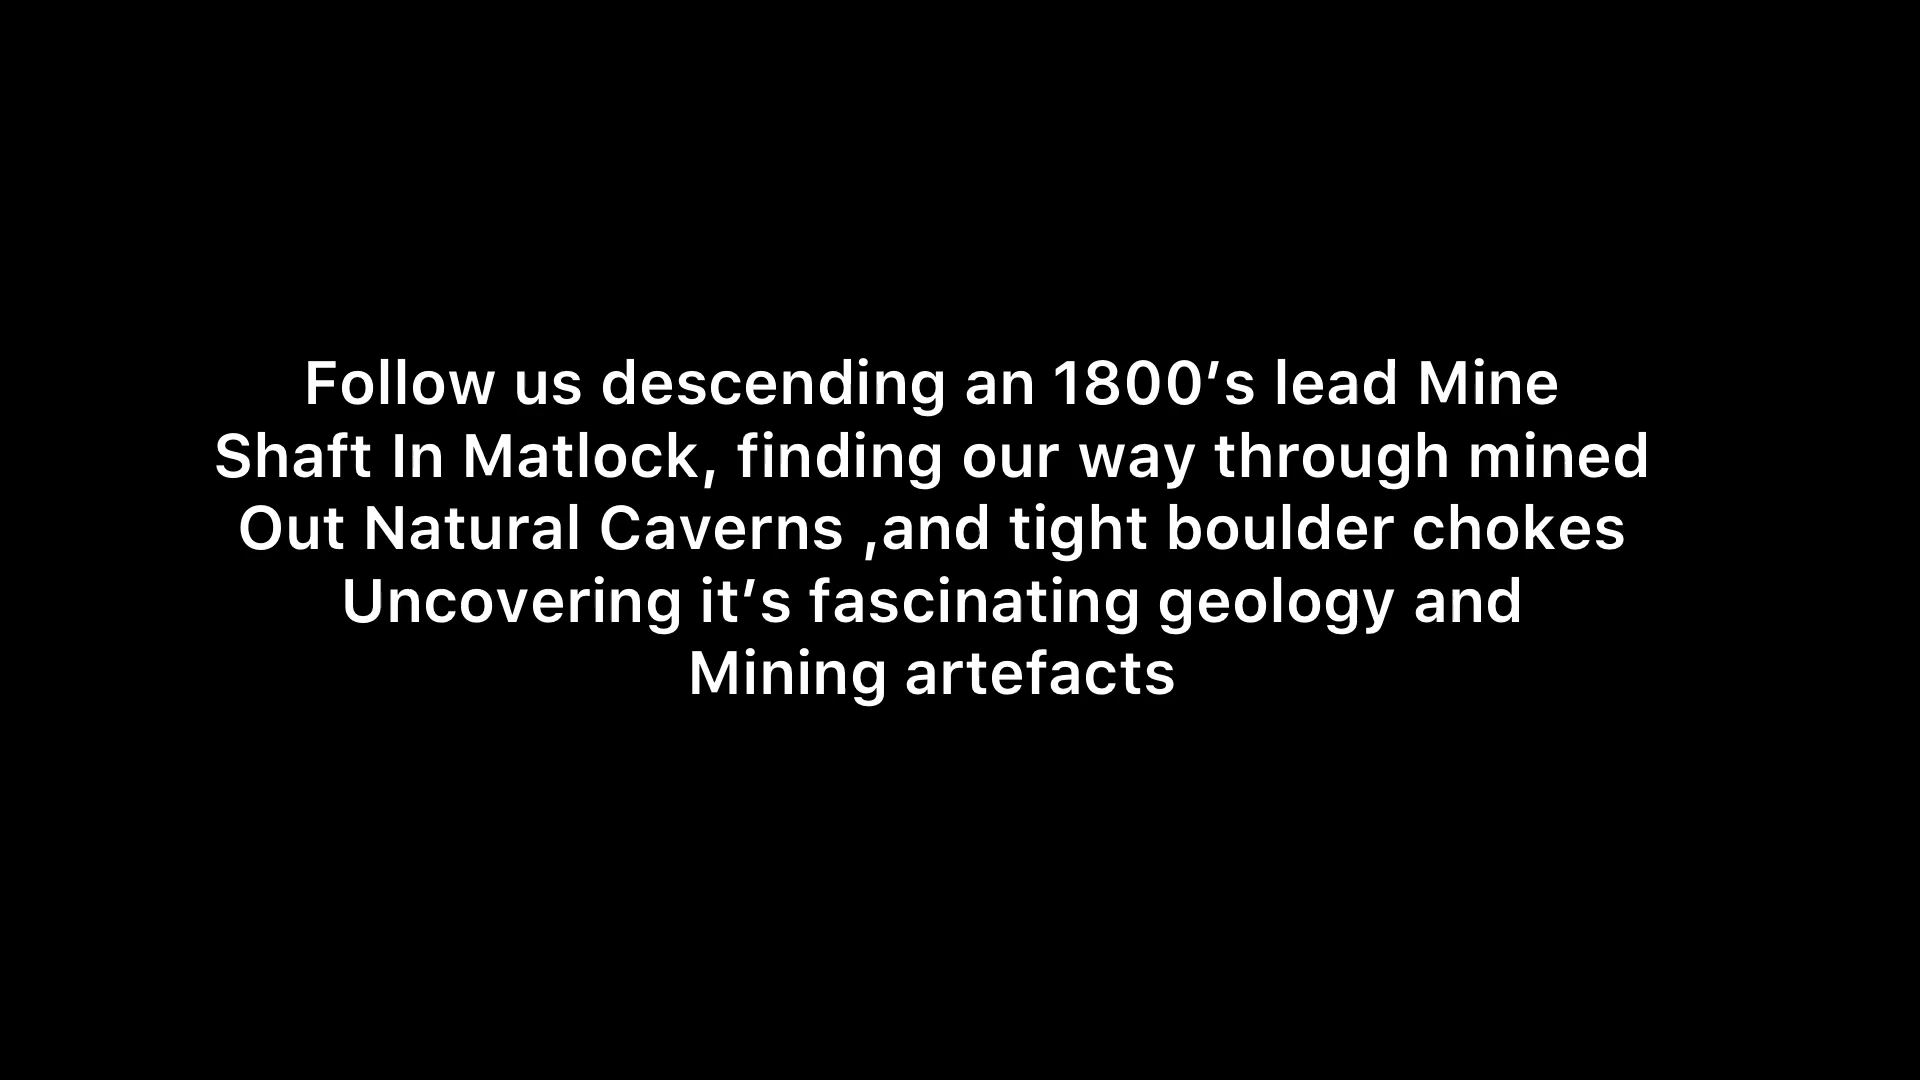 Follow us descending an 1800’s lead Mine
Shaft In Matlock, finding our way through mined
Out Natural Caverns ,and tight boulder chokes
Uncovering it’s fascinating geology and
Mining artefacts